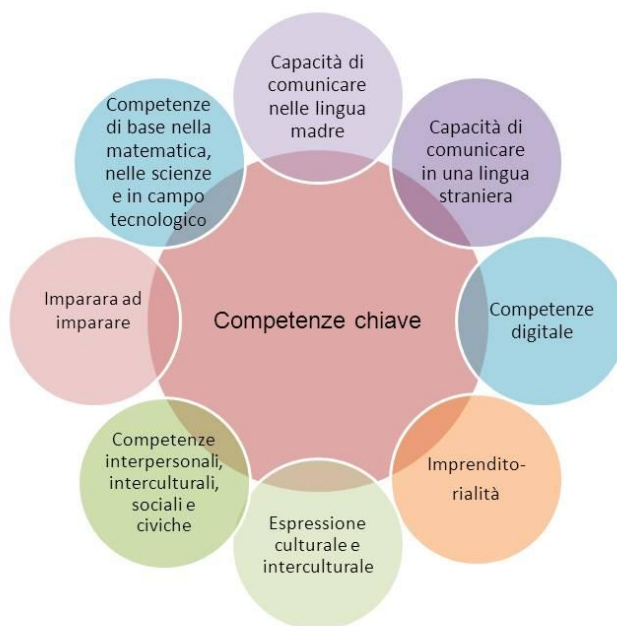 Capacità di
comunicare
nelle lingua
madre
Capacità di
comunicare
in una lingua
straniera
Competenze
digitale
Imprendito-
rialità
Espressione
culturale e
interculturale
Competenze
interpersonali,
interculturali,
sociali e
civiche
Imparara ad
imparare
Competenze
di base nella
matematica,
nelle scienze
e in campo
tecnologico
Competenze chiave